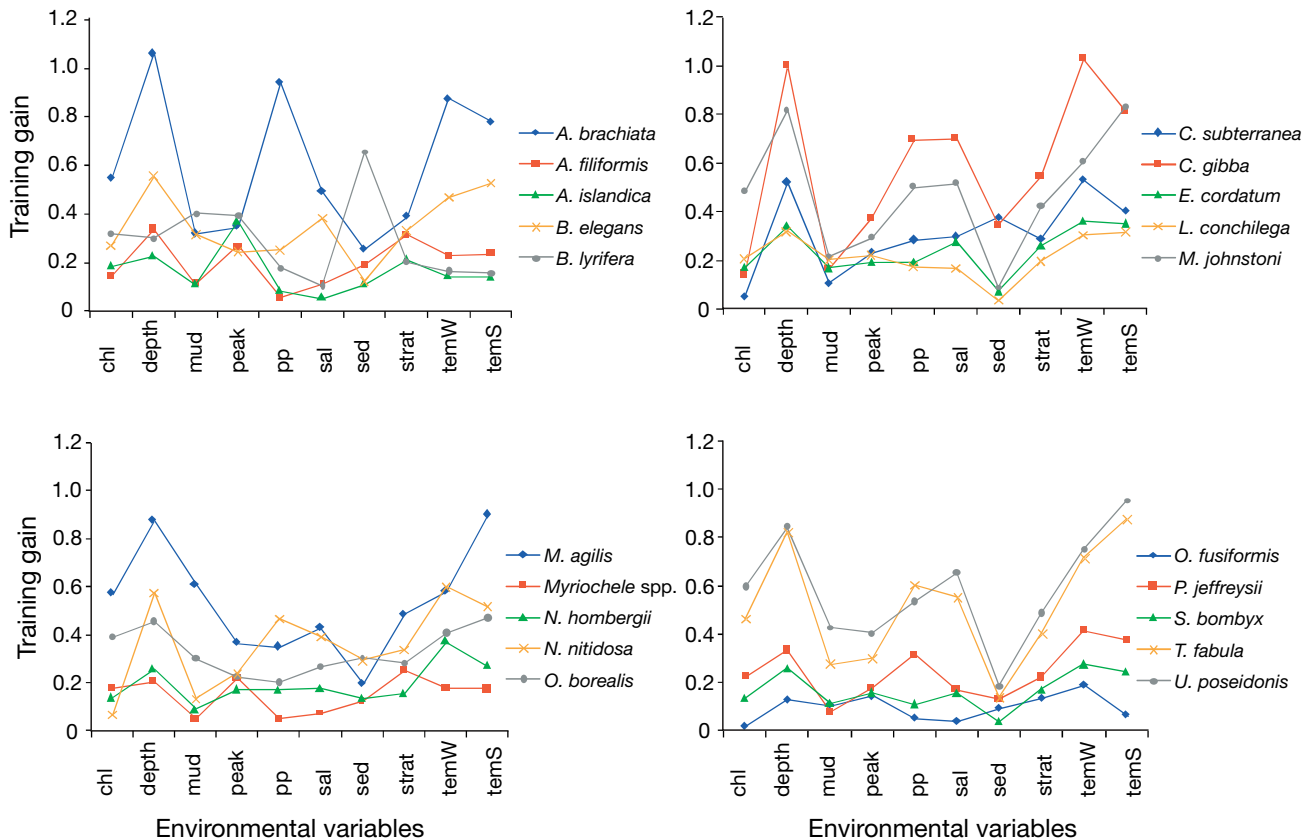 1.2
1.0
0.8
0.6
0.4
0.2
0
Training gain
chl
depth
mud
peak
pp
sal
sed
strat
temW
temS
A. brachiata
A. filiformis
A. islandica
B. elegans
B. lyrifera
1.2
1.0
0.8
0.6
0.4
0.2
0
chl
depth
mud
peak
pp
sal
sed
strat
temW
temS
C. subterranea
C. gibba
E. cordatum
L. conchilega
M. johnstoni
1.2
1.0
0.8
0.6
0.4
0.2
0
Training gain
chl
depth
mud
peak
pp
sal
sed
strat
temW
temS
Environmental variables
M. agilis
Myriochele spp.
N. hombergii
N. nitidosa
O. borealis
1.2
1.0
0.8
0.6
0.4
0.2
0
chl
depth
mud
peak
pp
sal
sed
strat
temW
temS
Environmental variables
O. fusiformis
P. jeffreysii
S. bombyx
T. fabula
U. poseidonis